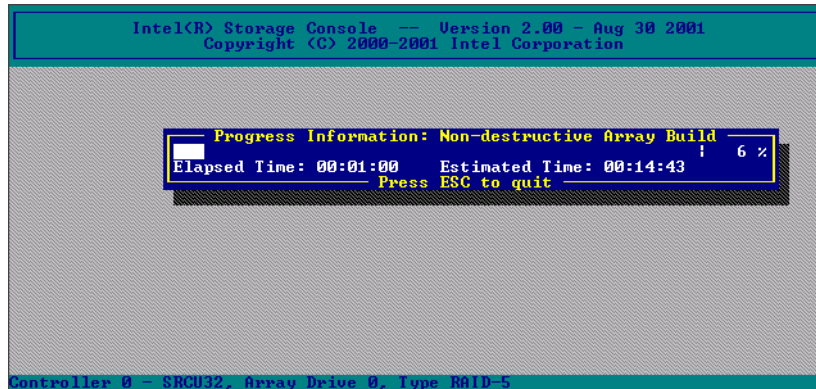 Intel(R) Storage Console -- Version 2.00 - Aug 30 2001
Copyright (C) 2000-2001 Intel Corporation
Progress Information: Non-destructive Array Build
6 %
Elapsed Time: 00:01:00 Estimated Time: 00:14:43
Press ESC to quit
Controller 0 - SRCU32, Array Drive 0, Type RAID-5